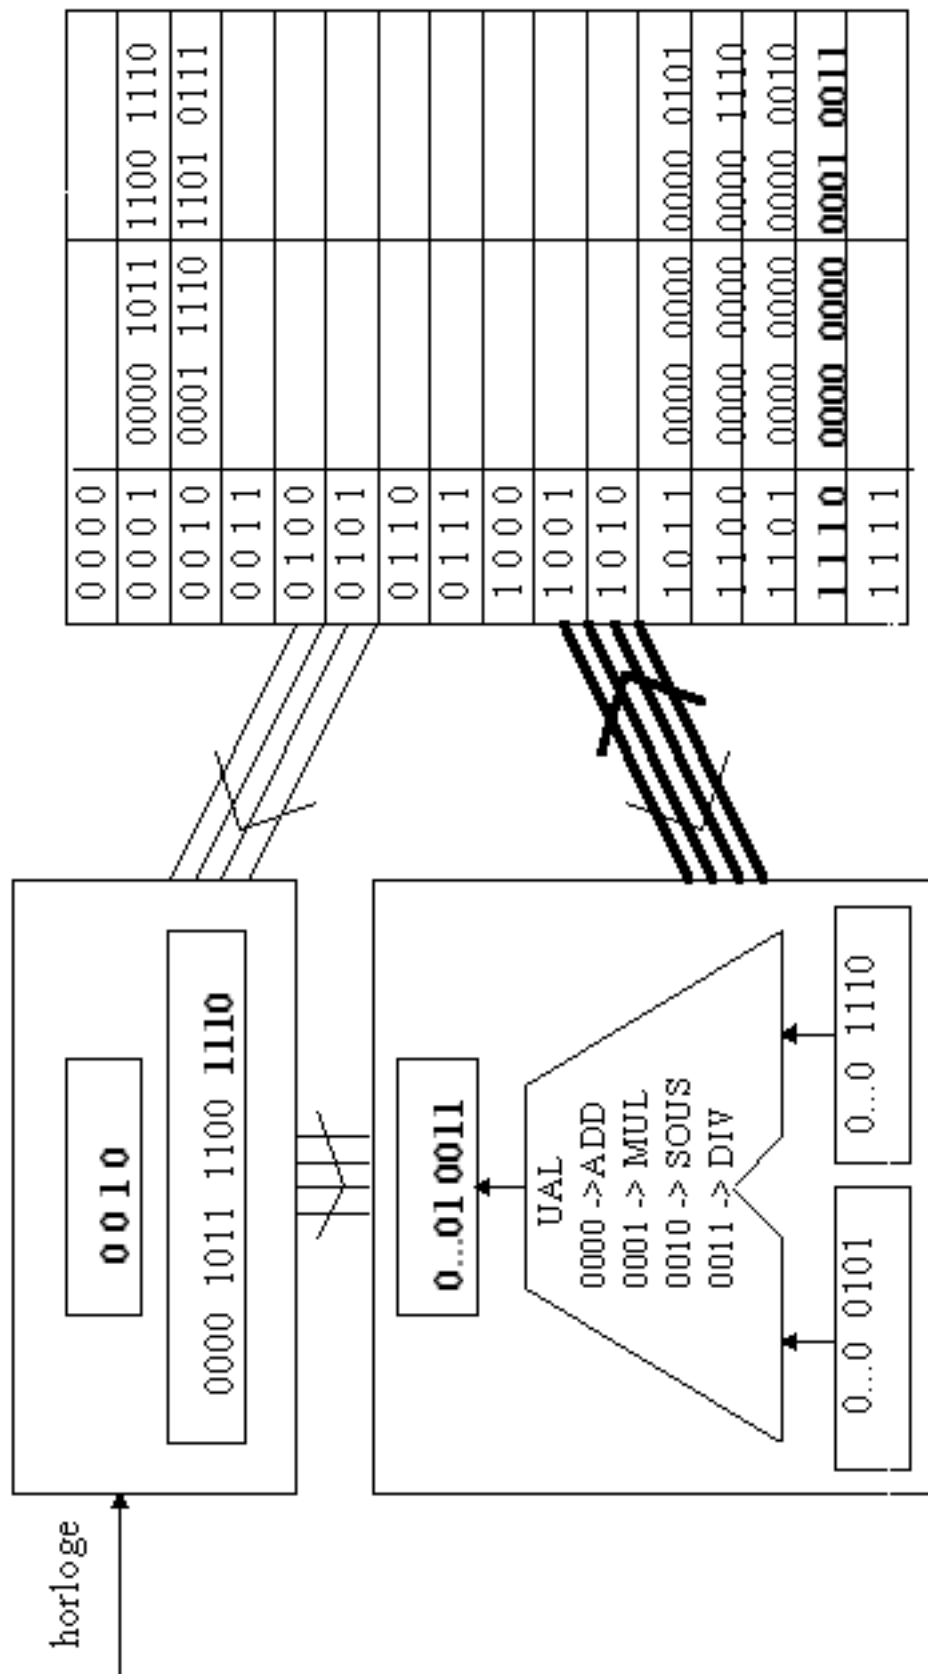 horloge
0 0 1 0
0000 1011 1100 1110
0...01 0011
UAL
0000 ->ADD
0001 -> MUL
0010 -> SOUS
0011 -> DIV
0...0 0101
0...0 1110
0 0 0 0
0 0 0 1 0000 1011 1100 1110
0 0 1 0 0001 1110 1101 0111
0 0 1 1
0 1 0 0
0 1 0 1
0 1 1 0
0 1 1 1
1 0 0 0
1 0 0 1
1 0 1 0
1 0 1 1 0000 0000 0000 0101
1 1 0 0 0000 0000 0000 1110
1 1 0 1 0000 0000 0000 0010
1 1 1 0 0000 0000 0001 0011
1 1 1 1